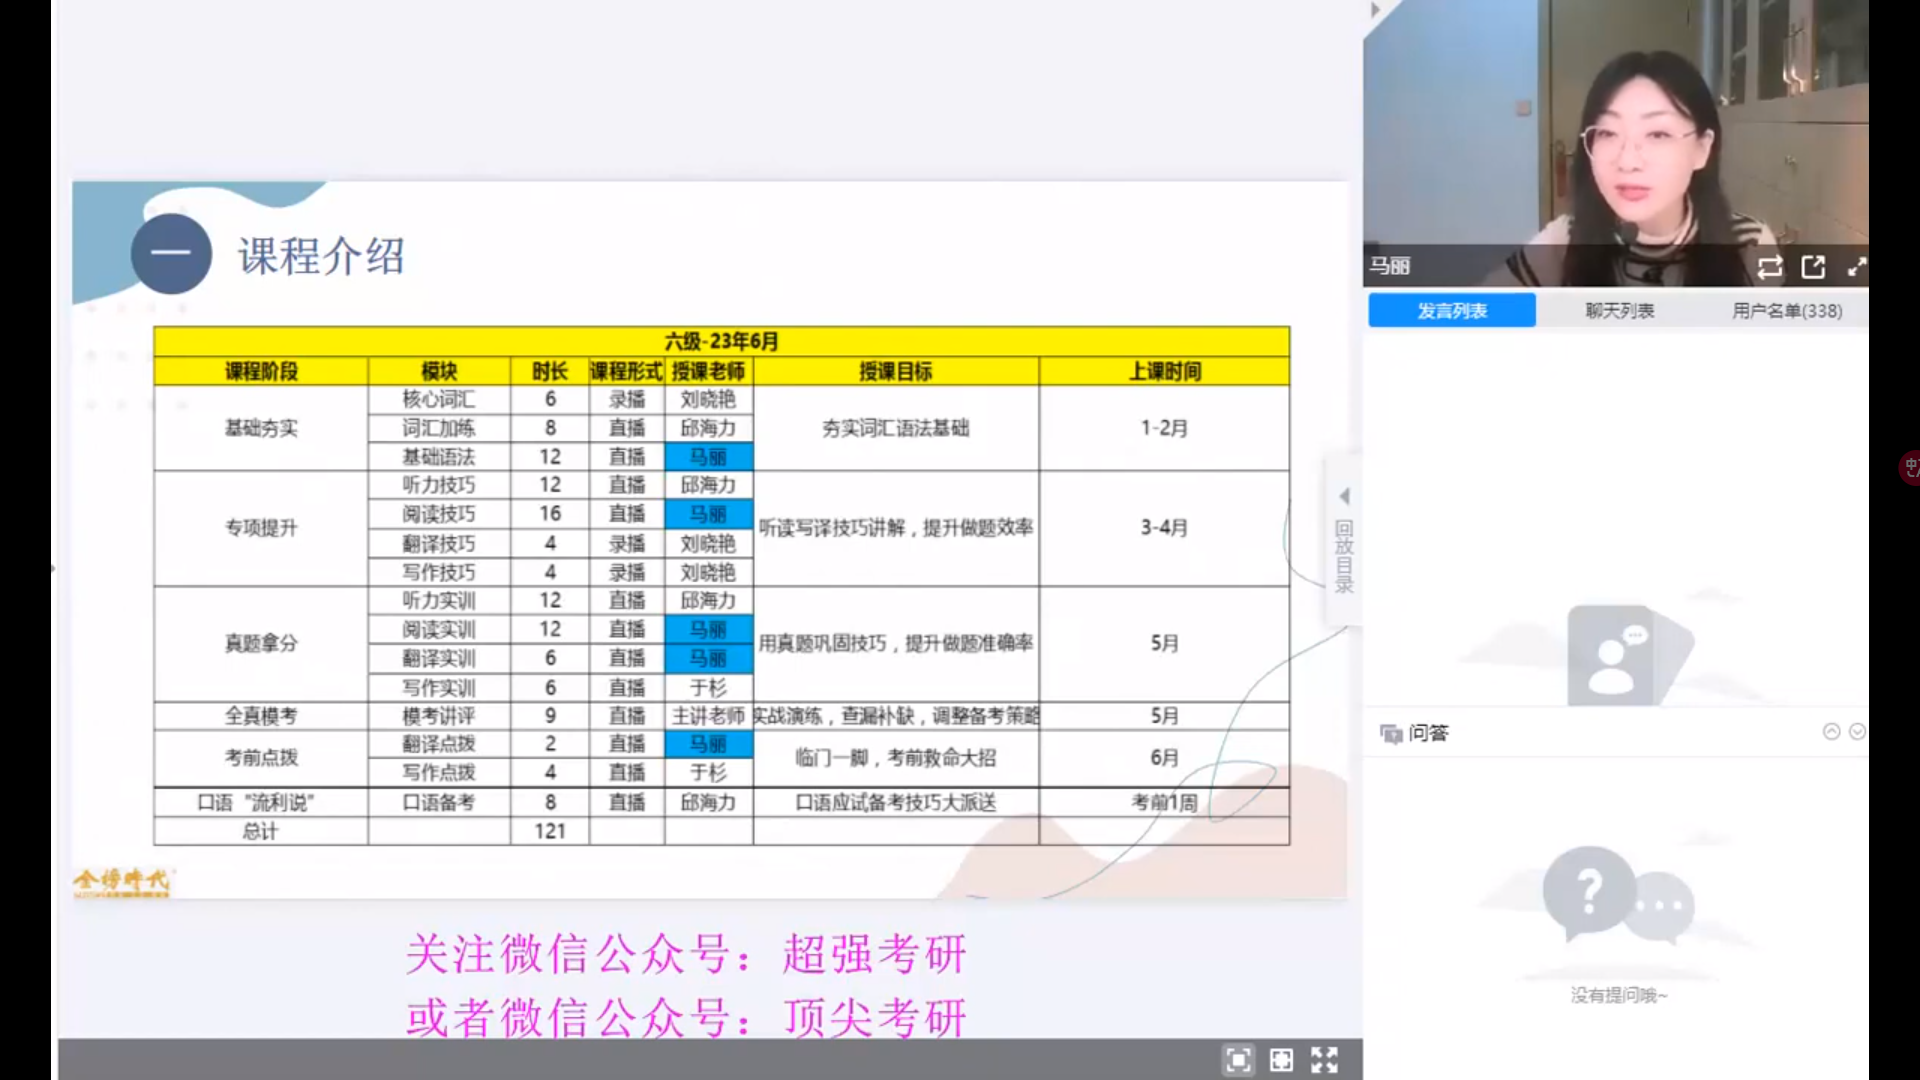 一 课程介绍
六级-23年6月
课程阶段 模块 时长 课程形式 授课老师 授课目标 上课时间
基础夯实 核心词汇 6 录播 刘晓艳 夯实词汇语法基础 1-2月
词汇加练 8 直播 邱海力
基础语法 12 直播 马丽
专项提升 听力技巧 12 直播 邱海力 听读写译技巧讲解，提升做题效率 3-4月
阅读技巧 16 直播 马丽
翻译技巧 4 录播 刘晓艳
写作技巧 4 录播 刘晓艳
真题拿分 听力实训 12 直播 邱海力 用真题巩固技巧，提升做题准确率 5月
阅读实训 12 直播 马丽
翻译实训 6 直播 马丽
写作实训 6 直播 于杉
全真模考 模考讲评 9 直播 主讲老师 实战演练，查漏补缺，调整备考策略 5月
考前点拨 翻译点拨 2 直播 马丽 临门一脚，考前救命大招 6月
写作点拨 4 直播 于杉
口语“流利说” 口语备考 8 直播 邱海力 口语应试备考技巧大派送 考前1周
总计 121
金榜時代
关注微信公众号：超强考研
或者微信公众号：顶尖考研
回放目录
马丽
发言列表 聊天列表 用户名单(338)
问答
没有提问哦~